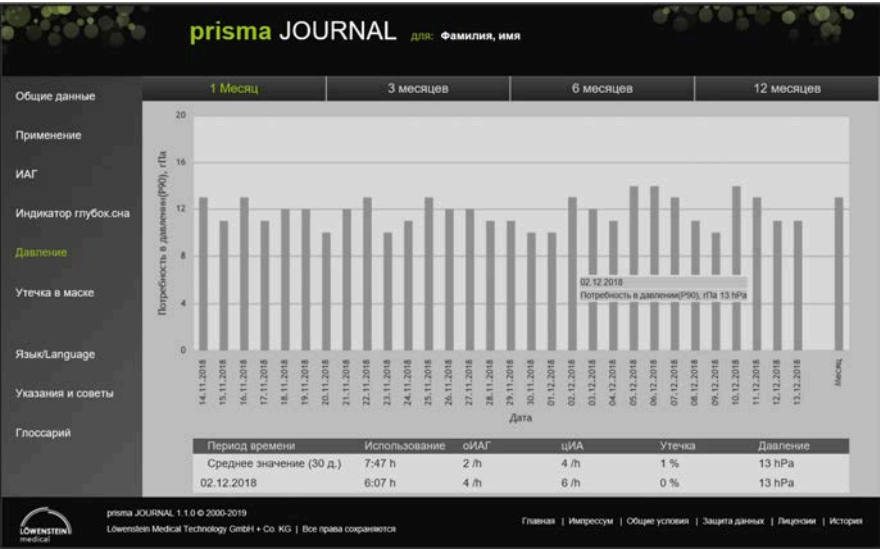 prisma JOURNAL для: Фамилия, имя
Общие данные
Применение
ИАГ
Индикатор глубок.сна
Давление
Утечка в маске
Язык/Language
Указания и советы
Глоссарий
1 Месяц 3 месяцев 6 месяцев 12 месяцев
Потребность в давлении(P90), гПа
20
16
12
8
4
0
02.12.2018
Потребность в давлении(P90), гПа 13 hPa
14.11.2018 15.11.2018 16.11.2018 17.11.2018 18.11.2018 19.11.2018 20.11.2018 21.11.2018 22.11.2018 23.11.2018 24.11.2018 25.11.2018 26.11.2018 27.11.2018 28.11.2018 29.11.2018 30.11.2018 01.12.2018 02.12.2018 03.12.2018 04.12.2018 05.12.2018 06.12.2018 07.12.2018 08.12.2018 09.12.2018 10.12.2018 11.12.2018 12.12.2018 13.12.2018 Месяц
Дата
Период времени Использование оИАГ цИА Утечка Давление
Среднее значение (30 д.) 7:47 h 2 /h 4 /h 1 % 13 hPa
02.12.2018 6:07 h 4 /h 6 /h 0 % 13 hPa
LÖWENSTEIN
medical
prisma JOURNAL 1.1.0 © 2000-2019
Löwenstein Medical Technology GmbH + Co. KG | Все права сохраняются
Главная | Импрессум | Общие условия | Защита данных | Лицензии | История